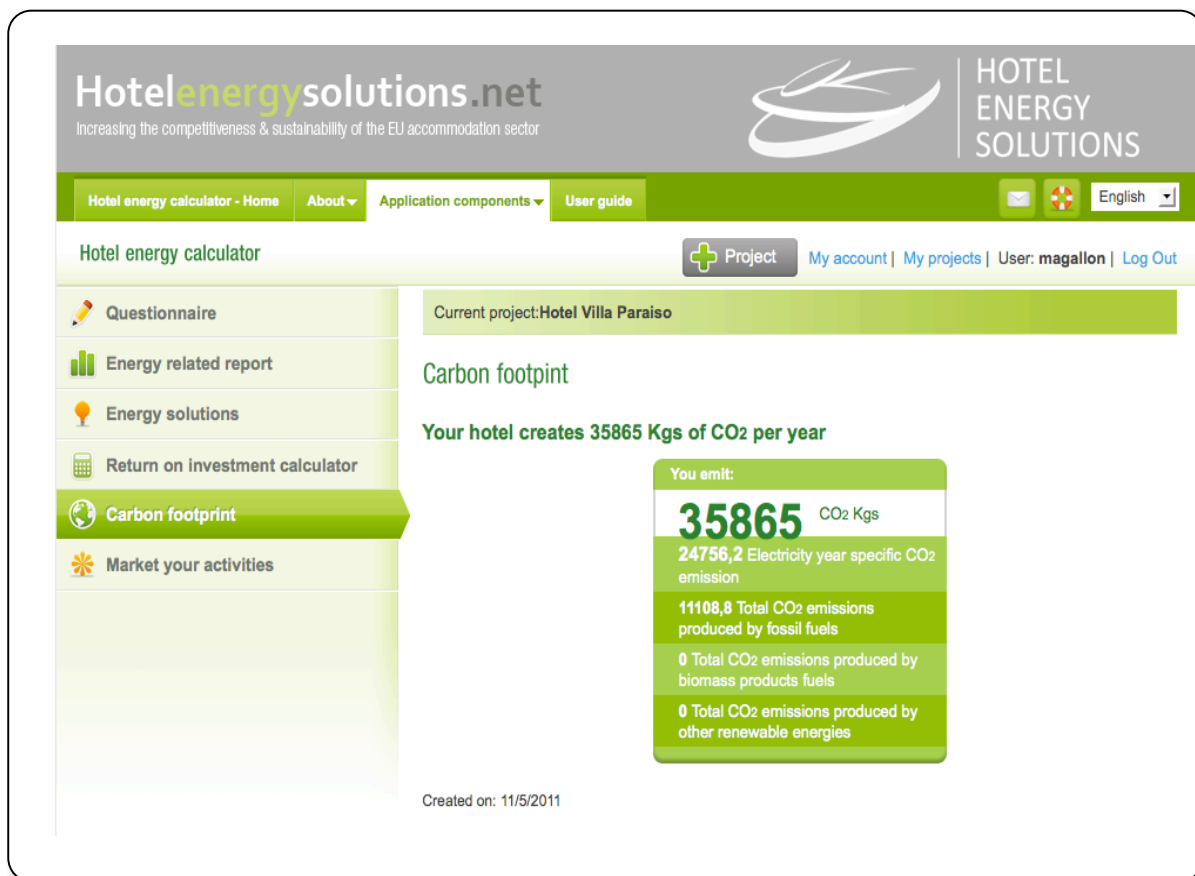 Hotelenergysolutions.net
Increasing the competitiveness & sustainability of the EU accommodation sector
HOTEL
ENERGY
SOLUTIONS
Hotel energy calculator - Home About Application components User guide
English
Hotel energy calculator
Project My account | My projects | User: magallon | Log Out
Questionnaire
Energy related report
Energy solutions
Return on investment calculator
Carbon footprint
Market your activities
Current project:Hotel Villa Paraiso
Carbon footpint
Your hotel creates 35865 Kgs of CO2 per year
You emit:
35865 CO2 Kgs
24756,2 Electricity year specific CO2
emission
11108,8 Total CO2 emissions
produced by fossil fuels
0 Total CO2 emissions produced by
biomass products fuels
0 Total CO2 emissions produced by
other renewable energies
Created on: 11/5/2011